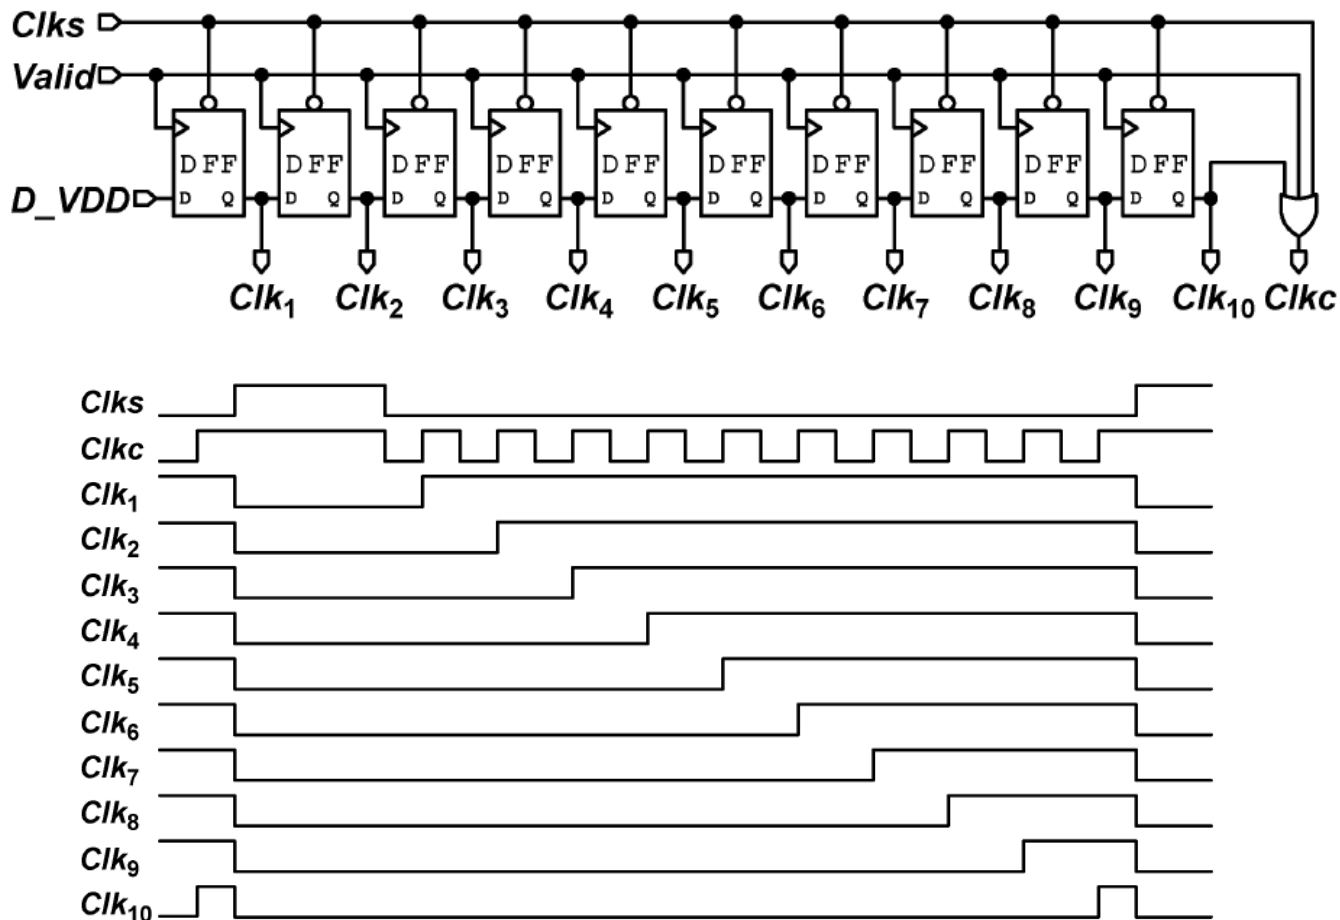 Clks
Valid
DFF DFF DFF DFF DFF DFF DFF DFF DFF DFF
D_VDD D Q D Q D Q D Q D Q D Q D Q D Q D Q D Q
Clk1 Clk2 Clk3 Clk4 Clk5 Clk6 Clk7 Clk8 Clk9 Clk10 Clkc
Clks
Clkc
Clk1
Clk2
Clk3
Clk4
Clk5
Clk6
Clk7
Clk8
Clk9
Clk10